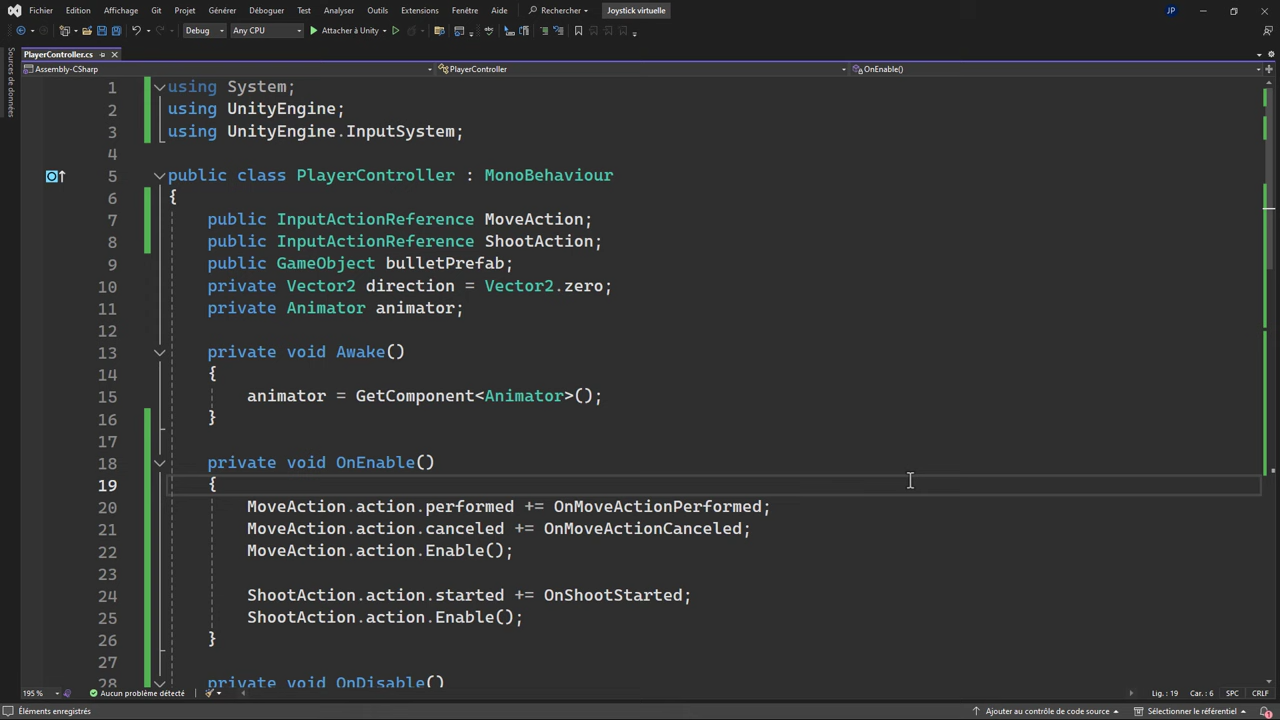 Fichier Edition Affichage Git Projet Générer Déboguer Test Analyser Outils Extensions Fenêtre Aide Rechercher Joystick virtuelle JP
Debug Any CPU Attacher à Unity
PlayerController.cs
Sources de données
Assembly-CSharp PlayerController OnEnable()
1 using System;
2 using UnityEngine;
3 using UnityEngine.InputSystem;
4
5 public class PlayerController : MonoBehaviour
6 {
7 public InputActionReference MoveAction;
8 public InputActionReference ShootAction;
9 public GameObject bulletPrefab;
10 private Vector2 direction = Vector2.zero;
11 private Animator animator;
12
13 private void Awake()
14 {
15 animator = GetComponent<Animator>();
16 }
17
18 private void OnEnable()
19 {
20 MoveAction.action.performed += OnMoveActionPerformed;
21 MoveAction.action.canceled += OnMoveActionCanceled;
22 MoveAction.action.Enable();
23
24 ShootAction.action.started += OnShootStarted;
25 ShootAction.action.Enable();
26 }
27
28 private void OnDisable()
195 % Aucun problème détecté Lig. : 19 Car. : 6 SPC CRLF
Éléments enregistrés Ajouter au contrôle de code source Sélectionner le référentiel 1